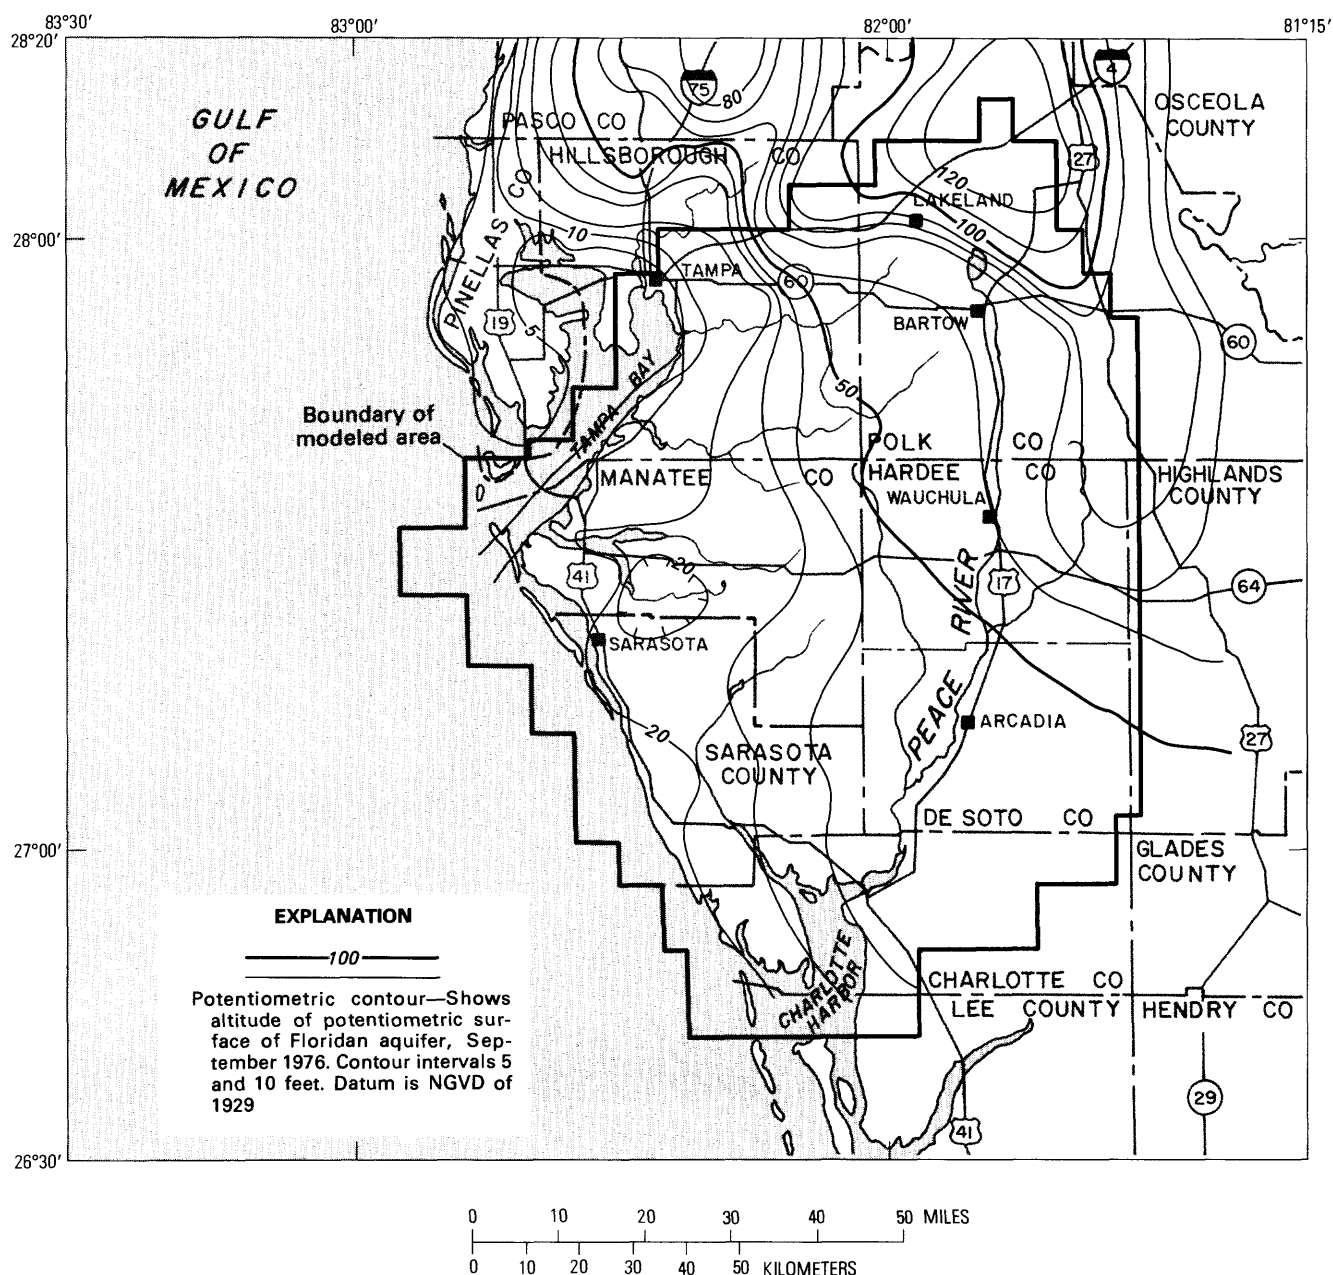 83°30′
83°00′
82°00′
81°15′
28°20′
GULF
OF
MEXICO
75
80
4
OSCEOLA
COUNTY
PASCO CO
HILLSBOROUGH CO
27
120
LAKELAND
PINELLAS CO
10
100
28°00′
TAMPA
60
19
5
BARTOW
60
TAMPA BAY
50
Boundary of
modeled area
POLK CO
MANATEE CO
HARDEE CO
HIGHLANDS
COUNTY
WAUCHULA
41
20
17
64
PEACE RIVER
SARASOTA
20
ARCADIA
27
SARASOTA
COUNTY
DE SOTO CO
27°00′
GLADES
COUNTY
EXPLANATION
100
CHARLOTTE
HARBOR
CHARLOTTE CO
LEE COUNTY
HENDRY CO
Potentiometric contour—Shows
altitude of potentiometric sur-
face of Floridan aquifer, Sep-
tember 1976. Contour intervals 5
and 10 feet. Datum is NGVD of
1929
29
41
26°30′
0 10 20 30 40 50 MILES
0 10 20 30 40 50 KILOMETERS